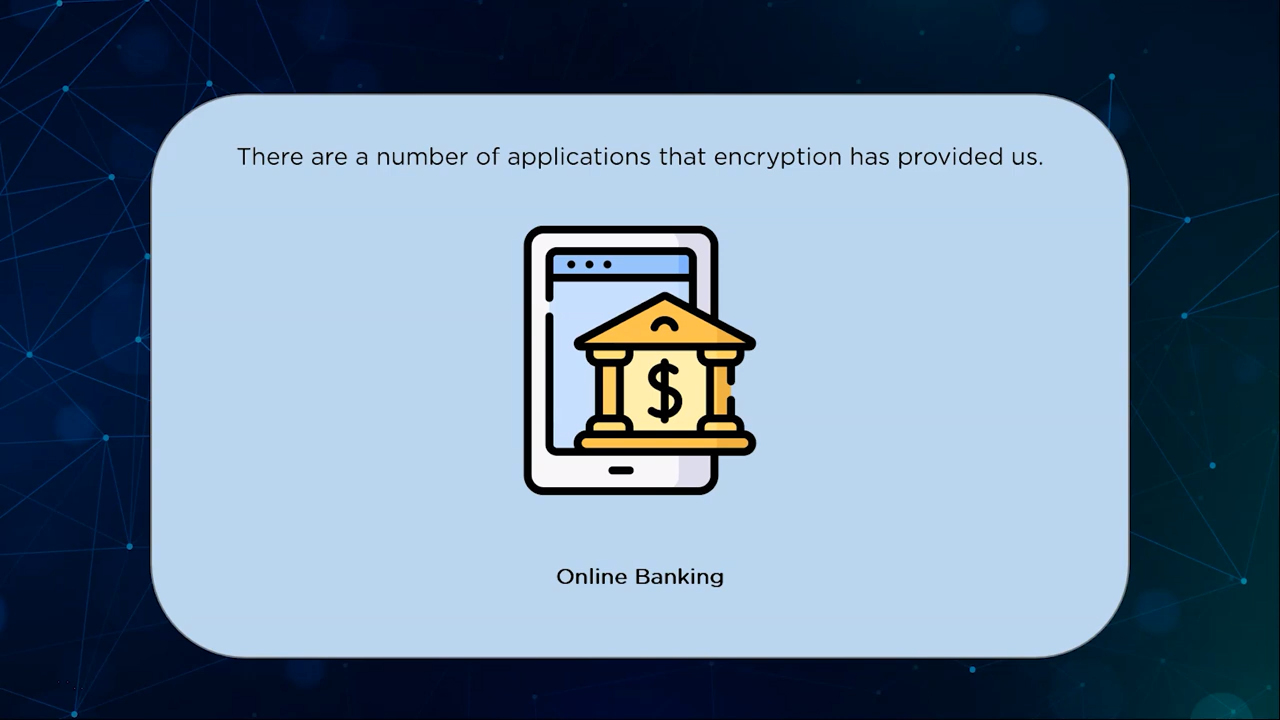 There are a number of applications that encryption has provided us.
$
Online Banking